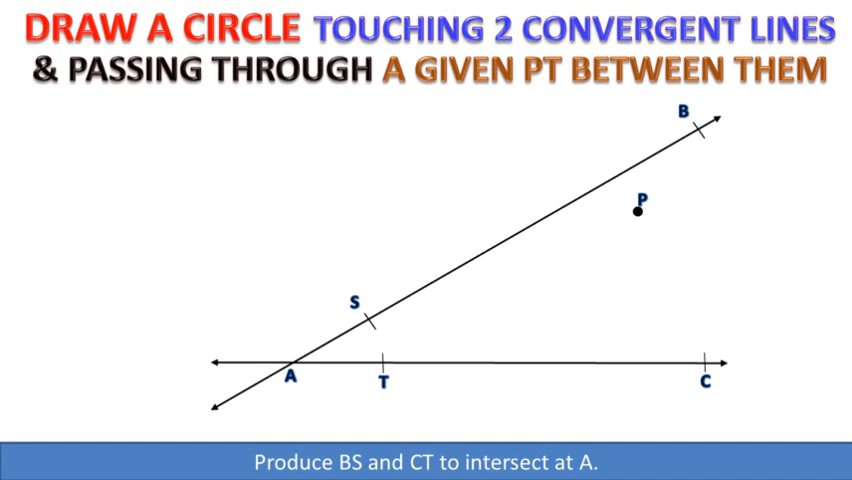 DRAW A CIRCLE TOUCHING 2 CONVERGENT LINES
& PASSING THROUGH A GIVEN PT BETWEEN THEM
B
P
S
A
T
C
Produce BS and CT to intersect at A.